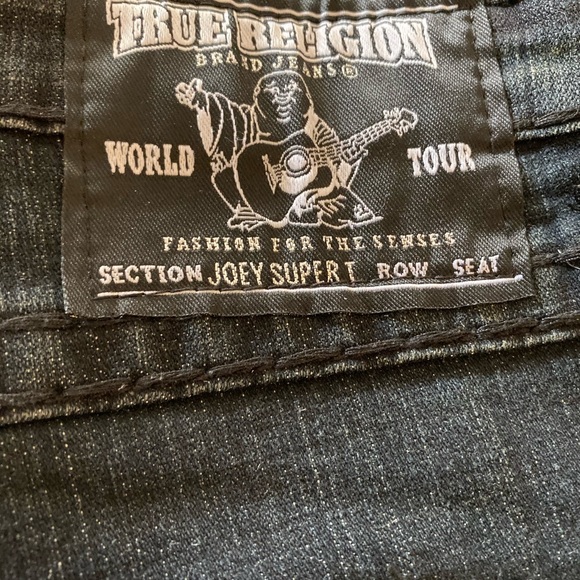 TRUE RELIGION
BRAND JEANS®
WORLD TOUR
FASHION FOR THE SENSES
SECTION JOEY SUPER T ROW SEAT